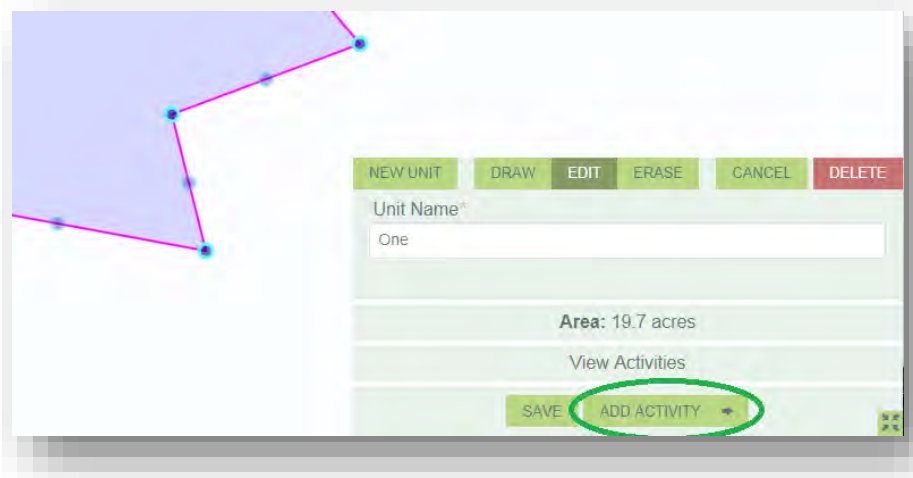 NEW UNIT DRAW EDIT ERASE CANCEL DELETE
Unit Name*
One
Area: 19.7 acres
View Activities
SAVE ADD ACTIVITY